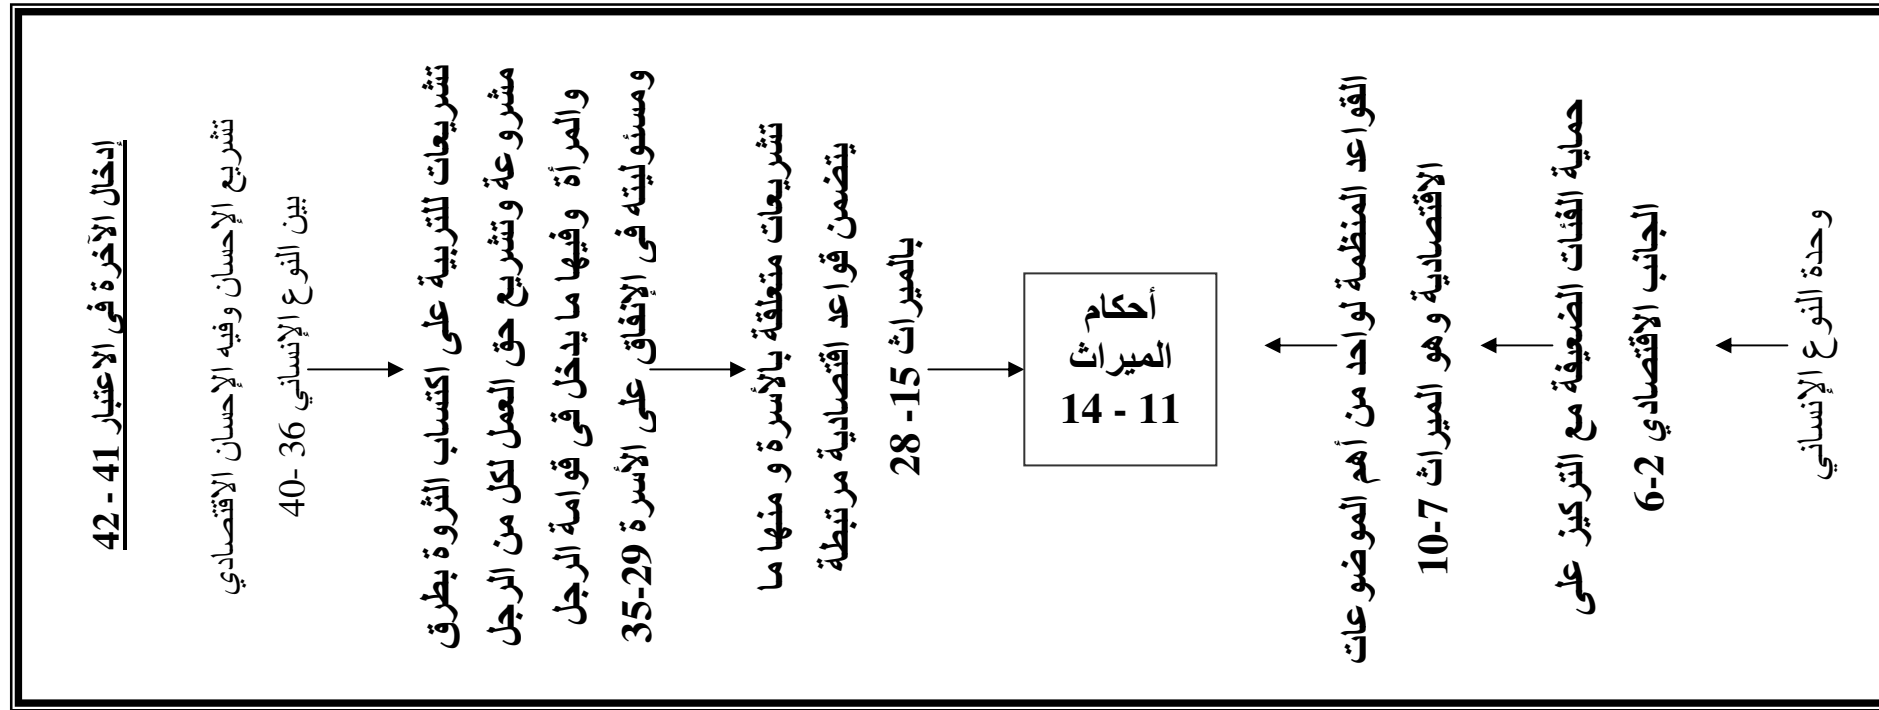 إدخال الآخرة فى الاعتبار 41 - 42
تشريع الإحسان وفيه الإحسان الاقتصادي
بين النوع الإنساني 36 -40
تشريعات للتربية على اكتساب الثروة بطرق
مشروعة وتشريع حق العمل لكل من الرجل
والمرأة وفيها ما يدخل في قوامة الرجل
ومسئوليته فى الإنفاق على الأسرة 29-35
تشريعات متعلقة بالأسرة و منها ما
يتضمن قواعد اقتصادية مرتبطة
بالميراث 15- 28
أحكام
الميراث
11 - 14
القواعد المنظمة لواحد من أهم الموضوعات
الاقتصادية وهو الميراث 7-10
حماية الفئات الضعيفة مع التركيز على
الجانب الاقتصادي 2-6
وحدة النوع الإنساني